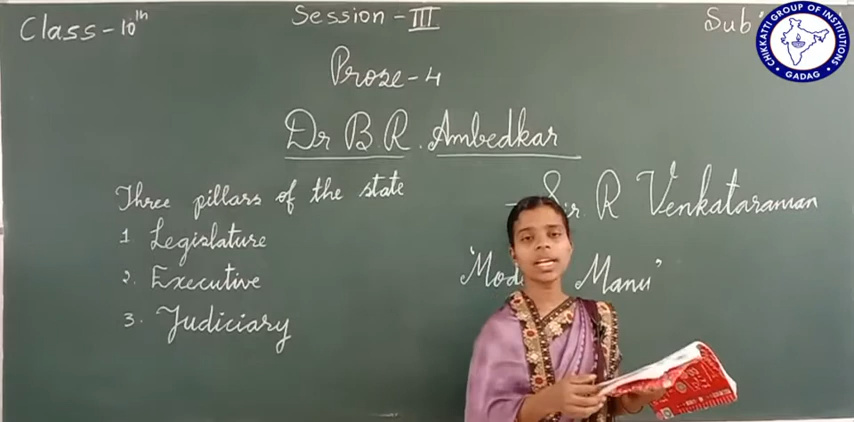 Class - 10th
Session - III
Sub
CHIKKATTI GROUP OF INSTITUTIONS
GADAG
Prose - 4
Dr B.R. Ambedkar
- Sir. R Venkataraman
Three pillars of the state
1 Legislature
2. Executive
3. Judiciary
Manu'